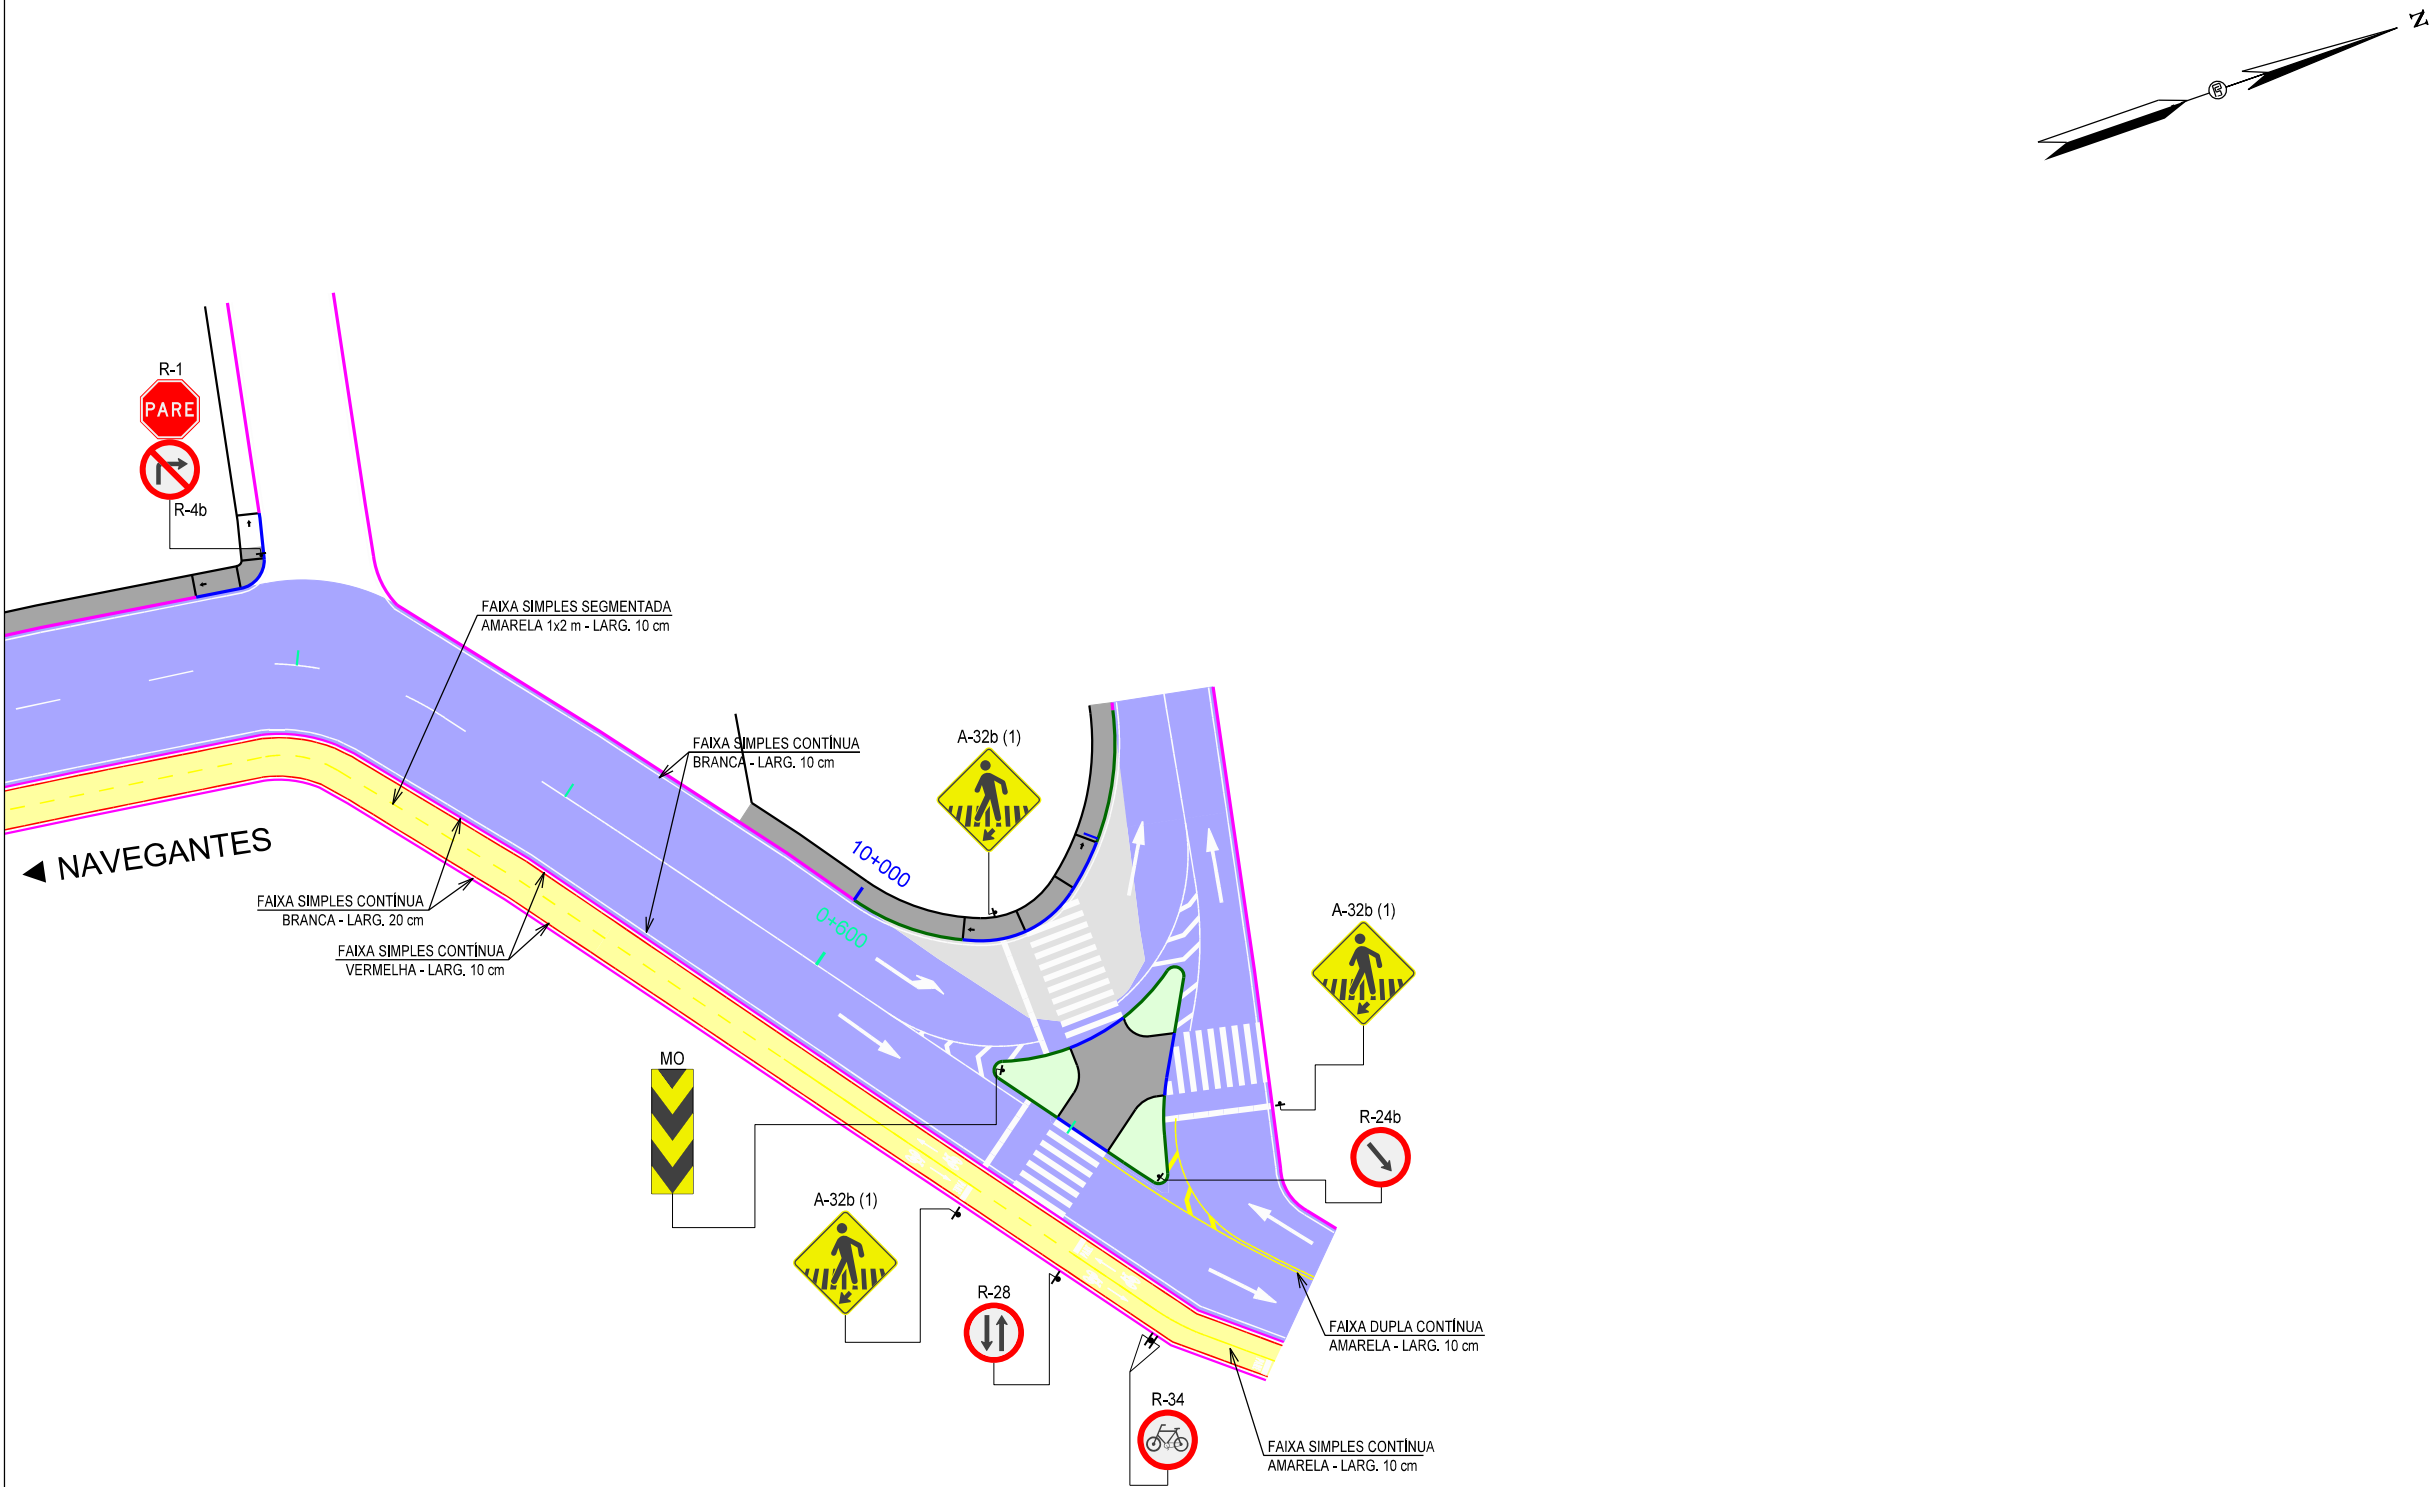 N
R-1
PARE
R-4b
FAIXA SIMPLES SEGMENTADA
AMARELA 1x2 m - LARG. 10 cm
FAIXA SIMPLES CONTÍNUA
BRANCA - LARG. 10 cm
A-32b (1)
10+000
0+600
NAVEGANTES
FAIXA SIMPLES CONTÍNUA
BRANCA - LARG. 20 cm
FAIXA SIMPLES CONTÍNUA
VERMELHA - LARG. 10 cm
A-32b (1)
MO
R-24b
A-32b (1)
R-28
FAIXA DUPLA CONTÍNUA
AMARELA - LARG. 10 cm
R-34
FAIXA SIMPLES CONTÍNUA
AMARELA - LARG. 10 cm